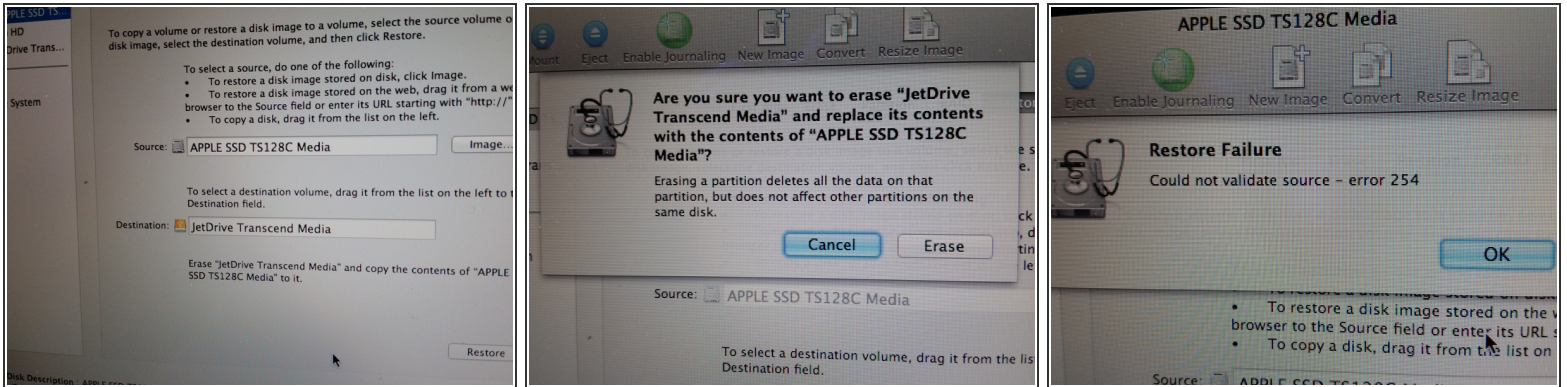 PPLE SSD TS...
HD
Drive Trans...
System
To copy a volume or restore a disk image to a volume, select the source volume o
disk image, select the destination volume, and then click Restore.
To select a source, do one of the following:
• To restore a disk image stored on disk, click Image.
• To restore a disk image stored on the web, drag it from a we
browser to the Source field or enter its URL starting with "http://"
• To copy a disk, drag it from the list on the left.
Source: APPLE SSD TS128C Media Image...
To select a destination volume, drag it from the list on the left to t
Destination field.
Destination: JetDrive Transcend Media
Erase "JetDrive Transcend Media" and copy the contents of "APPLE
SSD TS128C Media" to it.
Restore
Disk Description : APPLE SSD TS128C
Mount Eject Enable Journaling New Image Convert Resize Image
Are you sure you want to erase "JetDrive
Transcend Media" and replace its contents
with the contents of "APPLE SSD TS128C
Media"?
Erasing a partition deletes all the data on that
partition, but does not affect other partitions on the
same disk.
Cancel Erase
Source: APPLE SSD TS128C Media
To select a destination volume, drag it from the lis
Destination field.
APPLE SSD TS128C Media
Eject Enable Journaling New Image Convert Resize Image
Restore Failure
Could not validate source – error 254
OK
• To restore a disk image stored on the w
browser to the Source field or enter its URL s
• To copy a disk, drag it from the list on
Source: APPLE SSD TS128C Media